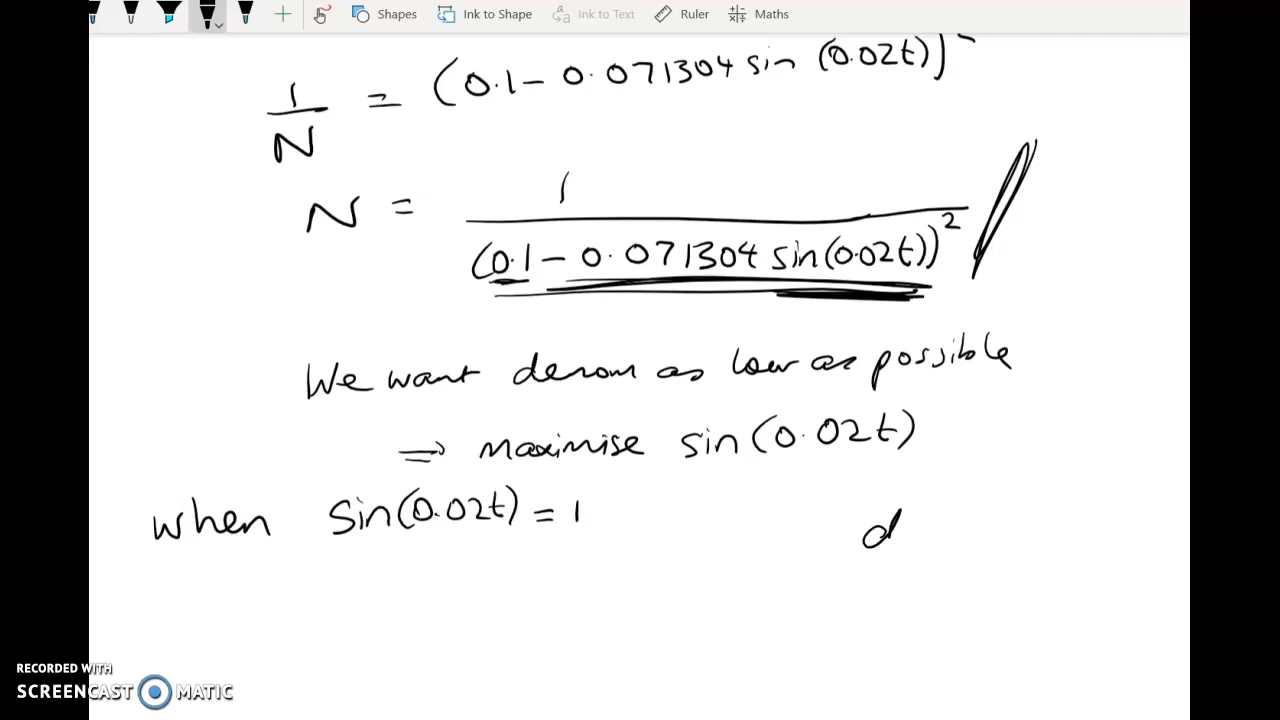 Shapes Ink to Shape Ink to Text Ruler Maths
1/N = (0.1 - 0.071304 sin (0.02t))²
N = 1/(0.1 - 0.071304 sin(0.02t))²
We want denom as low as possible
⇒ maximise sin(0.02t)
when sin(0.02t) = 1 d
RECORDED WITH
SCREENCAST MATIC